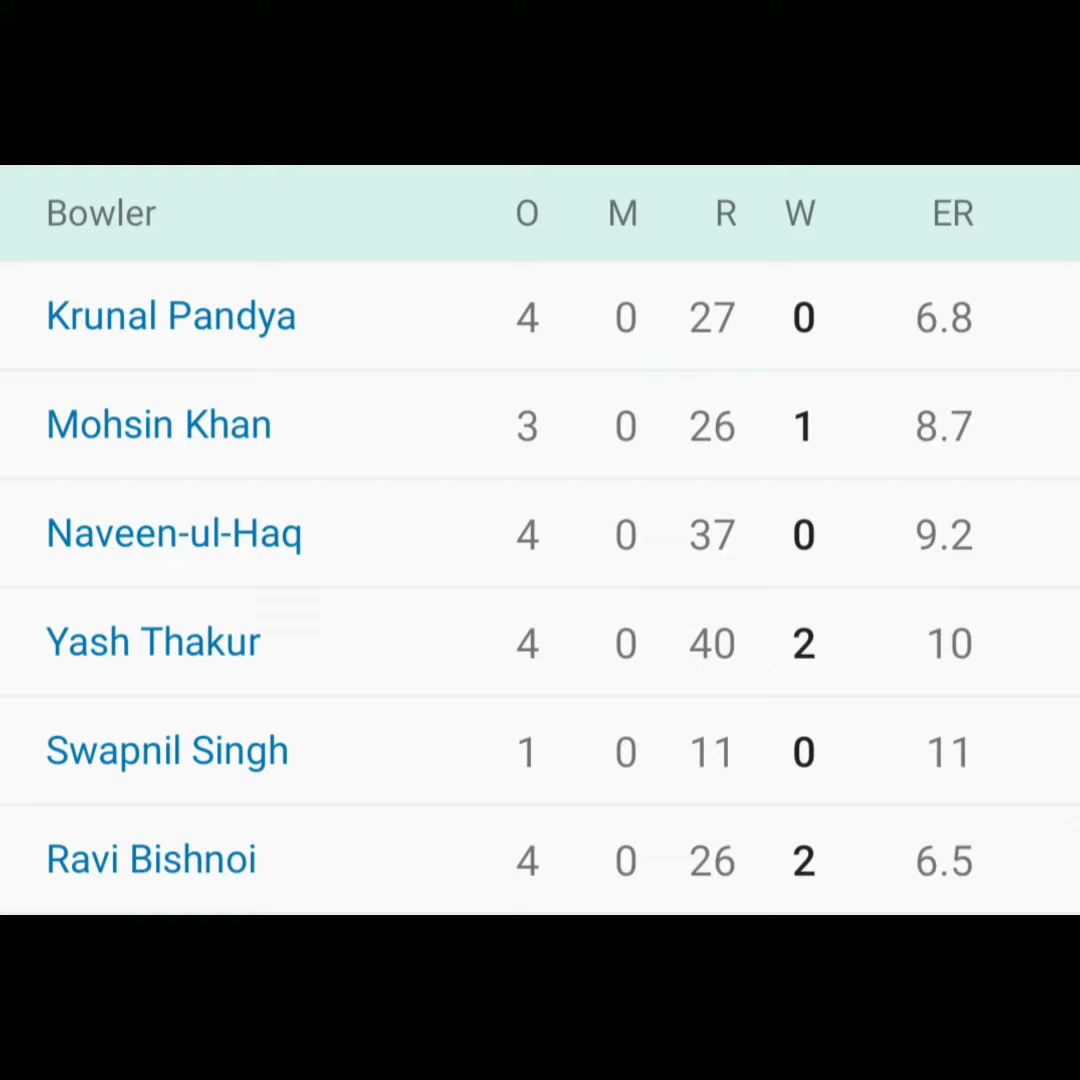 Bowler O M R W ER
Krunal Pandya 4 0 27 0 6.8
Mohsin Khan 3 0 26 1 8.7
Naveen-ul-Haq 4 0 37 0 9.2
Yash Thakur 4 0 40 2 10
Swapnil Singh 1 0 11 0 11
Ravi Bishnoi 4 0 26 2 6.5